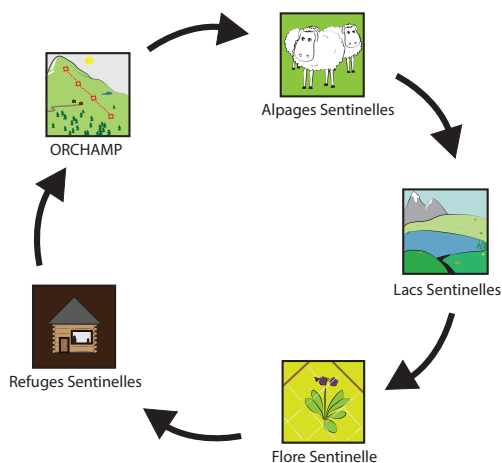 Alpages Sentinelles
ORCHAMP
Lacs Sentinelles
Refuges Sentinelles
Flore Sentinelle